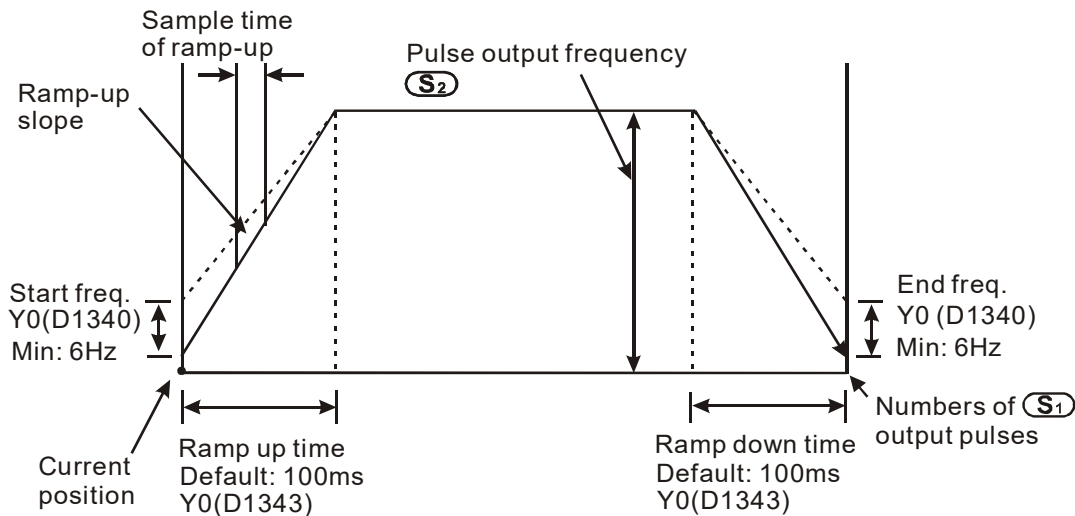 Sample time
of ramp-up
Pulse output frequency
S2
Ramp-up
slope
Start freq.
Y0(D1340)
Min: 6Hz
End freq.
Y0 (D1340)
Min: 6Hz
Current
position
Ramp up time
Default: 100ms
Y0(D1343)
Ramp down time
Default: 100ms
Y0(D1343)
Numbers of S1
output pulses